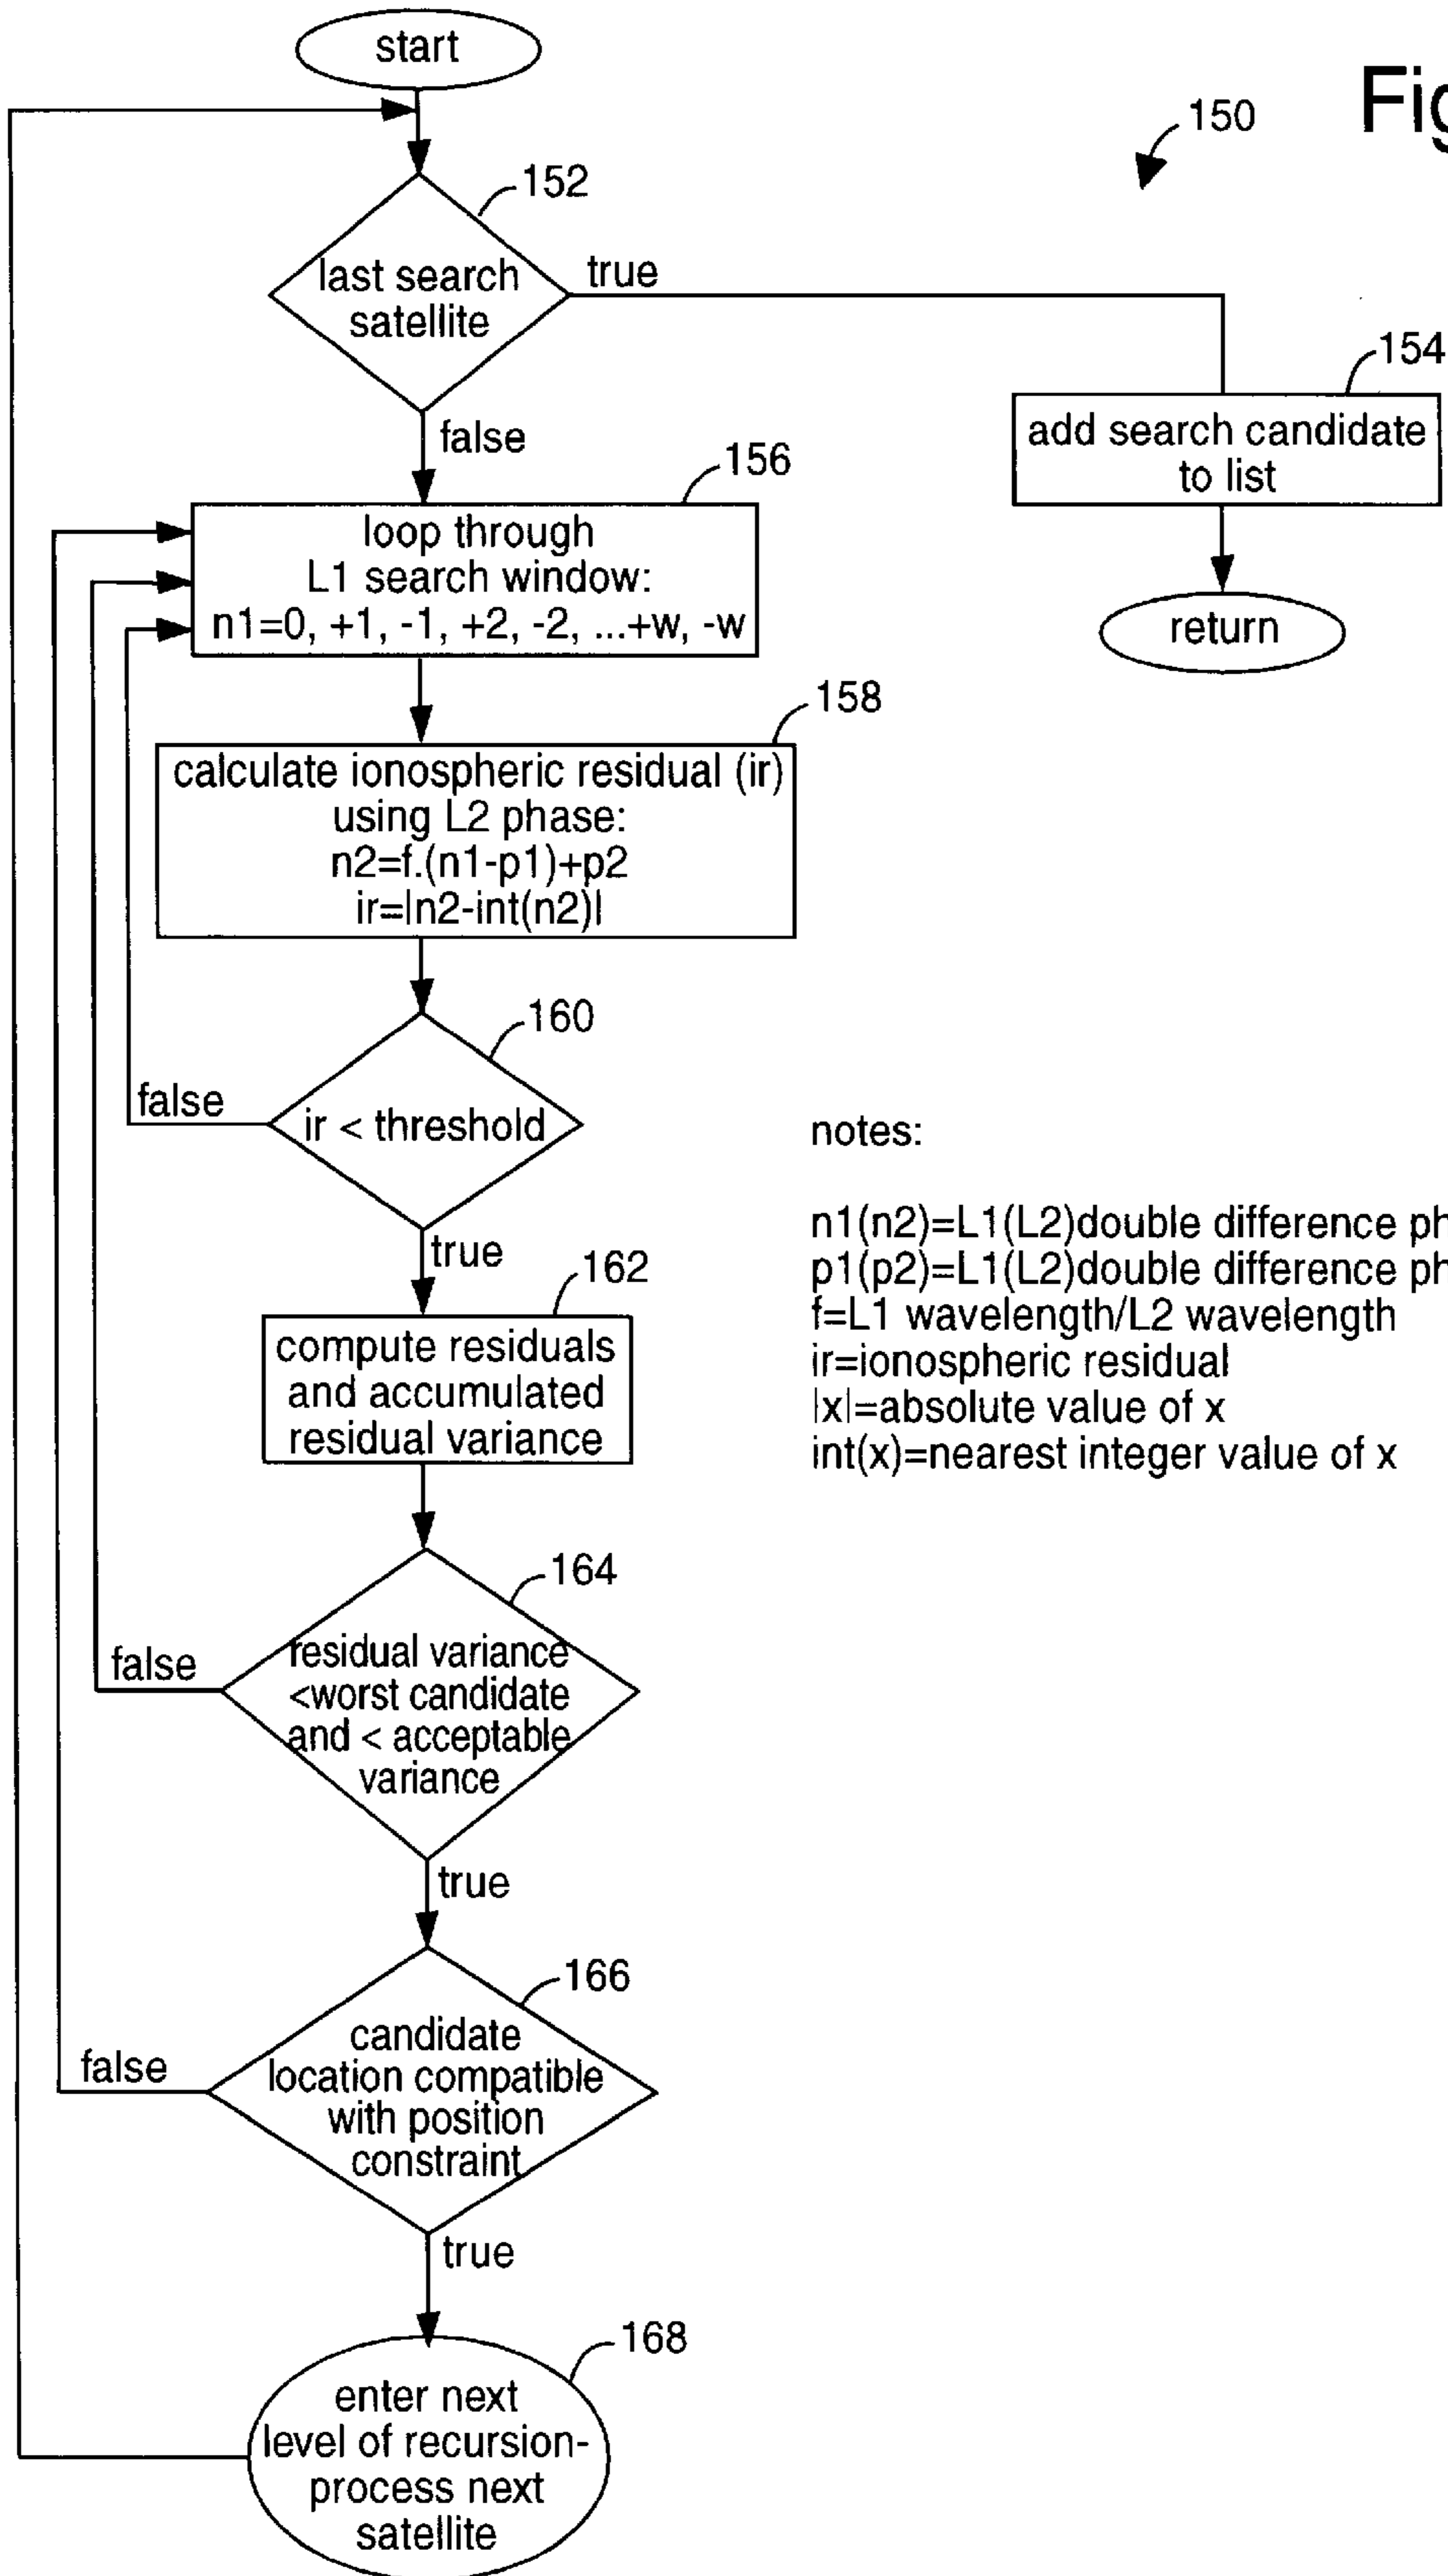 start
Fig
150
152
last search
satellite
true
154
add search candidate
to list
return
false
156
loop through
L1 search window:
n1=0, +1, -1, +2, -2, ...+w, -w
158
calculate ionospheric residual (ir)
using L2 phase:
n2=f.(n1-p1)+p2
ir=|n2-int(n2)|
160
ir < threshold
false
true
162
compute residuals
and accumulated
residual variance
notes:
n1(n2)=L1(L2)double difference ph
p1(p2)=L1(L2)double difference ph
f=L1 wavelength/L2 wavelength
ir=ionospheric residual
|x|=absolute value of x
int(x)=nearest integer value of x
164
residual variance
<worst candidate
and < acceptable
variance
false
true
166
candidate
location compatible
with position
constraint
false
true
168
enter next
level of recursion-
process next
satellite